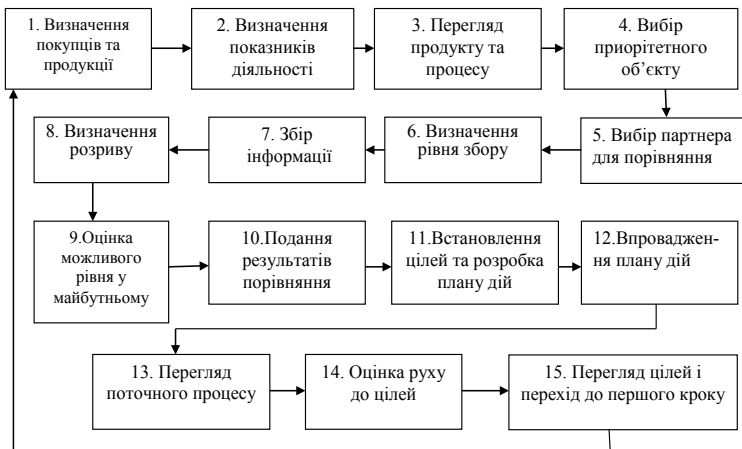 1. Визначення
покупців та
продукції
2. Визначення
показників
діяльності
3. Перегляд
продукту та
процесу
4. Вибір
приорітетного
об’єкту
5. Вибір партнера
для порівняння
6. Визначення
рівня збору
7. Збір
інформації
8. Визначення
розриву
9.Оцінка
можливого
рівня у
майбутньому
10.Подання
результатів
порівняння
11.Встановлення
цілей та розробка
плану дій
12.Впроваджен-
ня плану дій
13. Перегляд
поточного процесу
14. Оцінка руху
до цілей
15. Перегляд цілей і
перехід до першого кроку